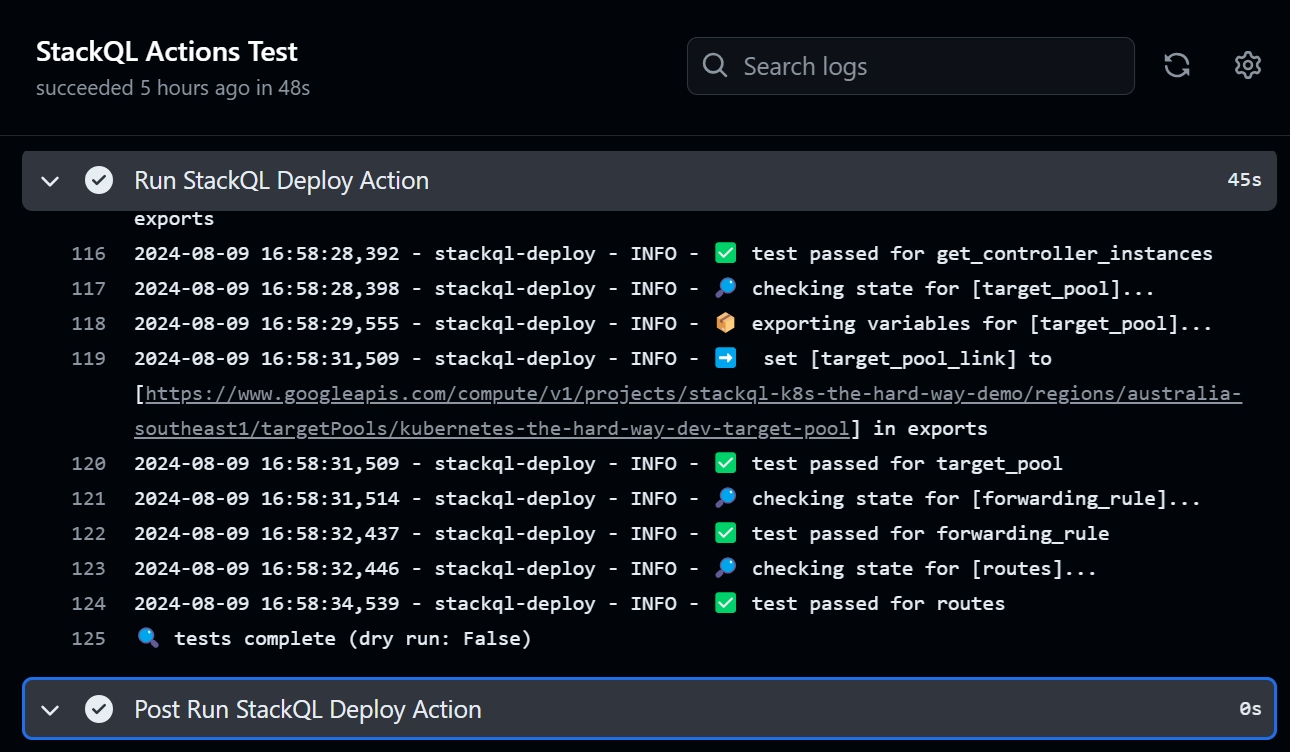 StackQL Actions Test
succeeded 5 hours ago in 48s
Search logs
Run StackQL Deploy Action 45s
exports
116 2024-08-09 16:58:28,392 - stackql-deploy - INFO - ✅ test passed for get_controller_instances
117 2024-08-09 16:58:28,398 - stackql-deploy - INFO - 🔎 checking state for [target_pool]...
118 2024-08-09 16:58:29,555 - stackql-deploy - INFO - 📦 exporting variables for [target_pool]...
119 2024-08-09 16:58:31,509 - stackql-deploy - INFO - ➡️ set [target_pool_link] to
[https://www.googleapis.com/compute/v1/projects/stackql-k8s-the-hard-way-demo/regions/australia-
southeast1/targetPools/kubernetes-the-hard-way-dev-target-pool] in exports
120 2024-08-09 16:58:31,509 - stackql-deploy - INFO - ✅ test passed for target_pool
121 2024-08-09 16:58:31,514 - stackql-deploy - INFO - 🔎 checking state for [forwarding_rule]...
122 2024-08-09 16:58:32,437 - stackql-deploy - INFO - ✅ test passed for forwarding_rule
123 2024-08-09 16:58:32,446 - stackql-deploy - INFO - 🔎 checking state for [routes]...
124 2024-08-09 16:58:34,539 - stackql-deploy - INFO - ✅ test passed for routes
125 🔍 tests complete (dry run: False)
Post Run StackQL Deploy Action 0s